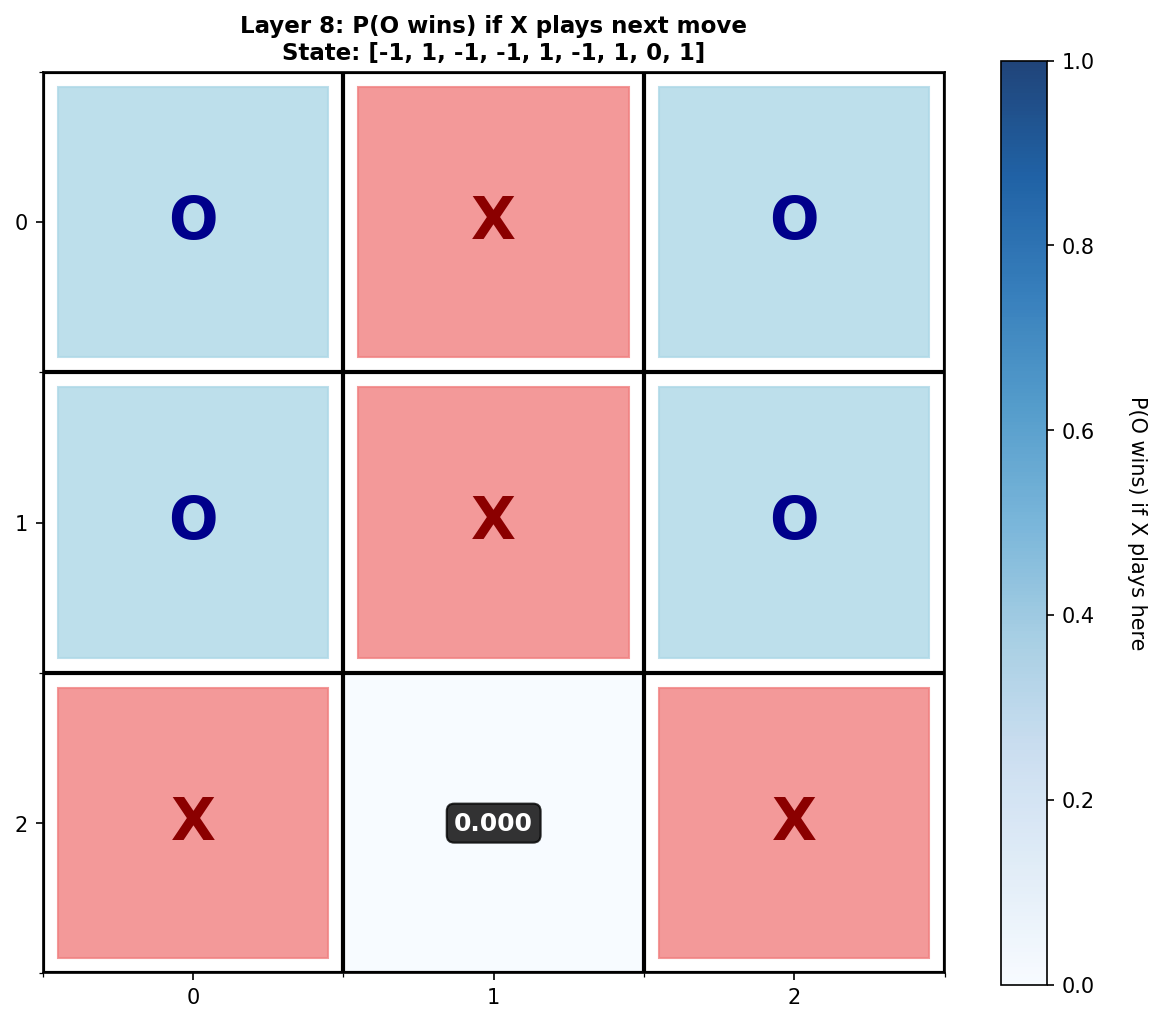 Layer 8: P(O wins) if X plays next move
State: [-1, 1, -1, -1, 1, -1, 1, 0, 1]
O X O
O X O
X 0.000 X
0
1
2
0 1 2
1.0
0.8
0.6
0.4
0.2
0.0
P(O wins) if X plays here